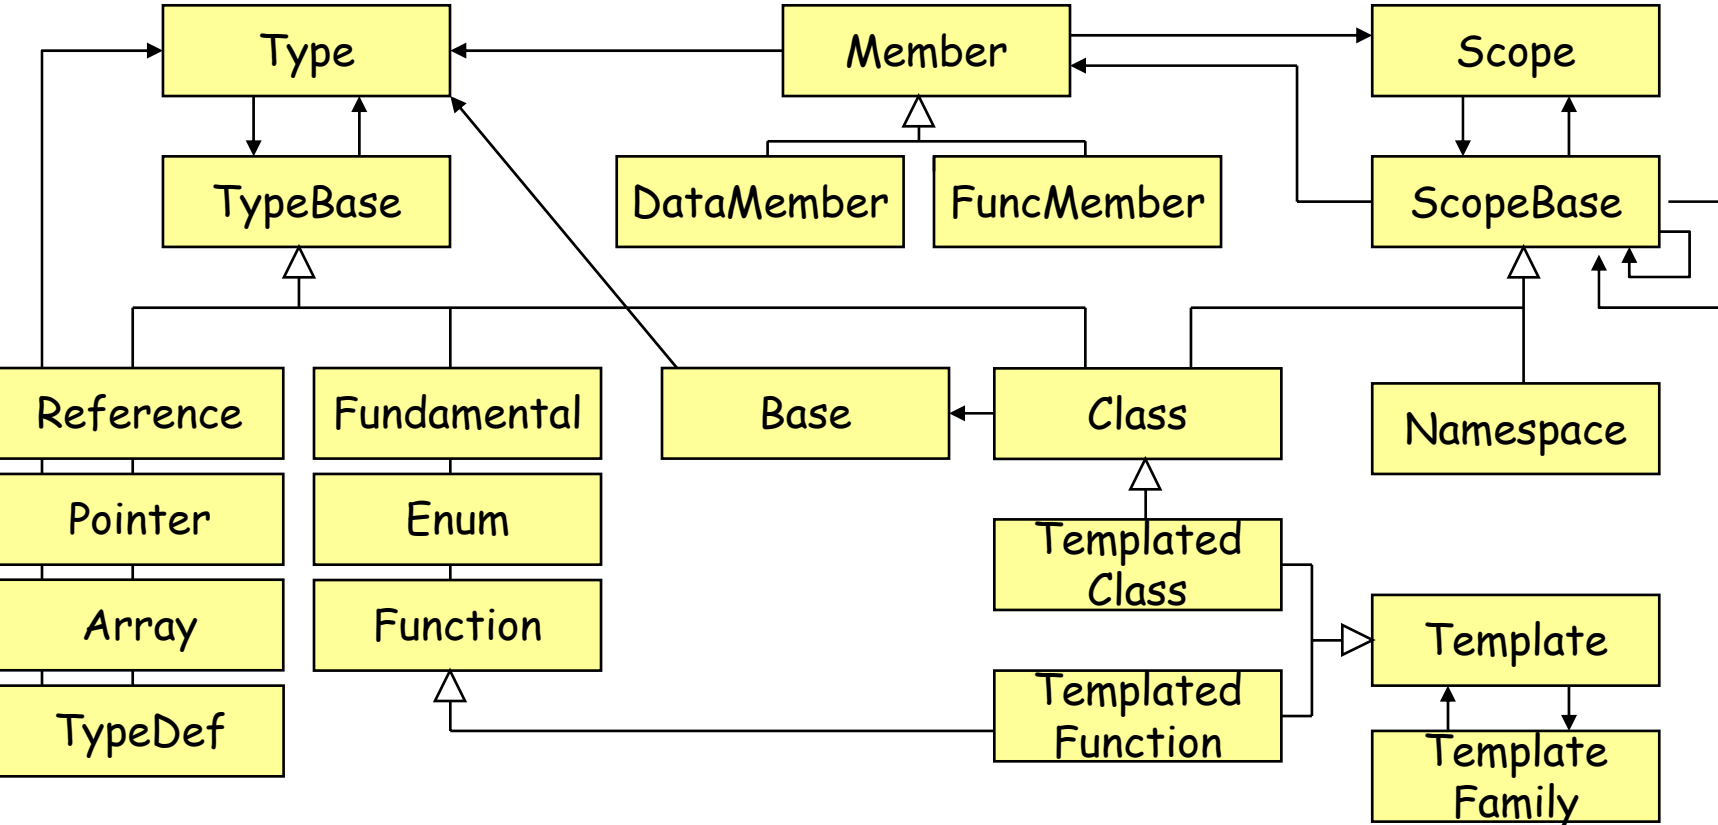 Type
Member
Scope
TypeBase
DataMember
FuncMember
ScopeBase
Reference
Fundamental
Base
Class
Namespace
Pointer
Enum
Templated
Class
Array
Function
Template
TypeDef
Templated
Function
Template
Family